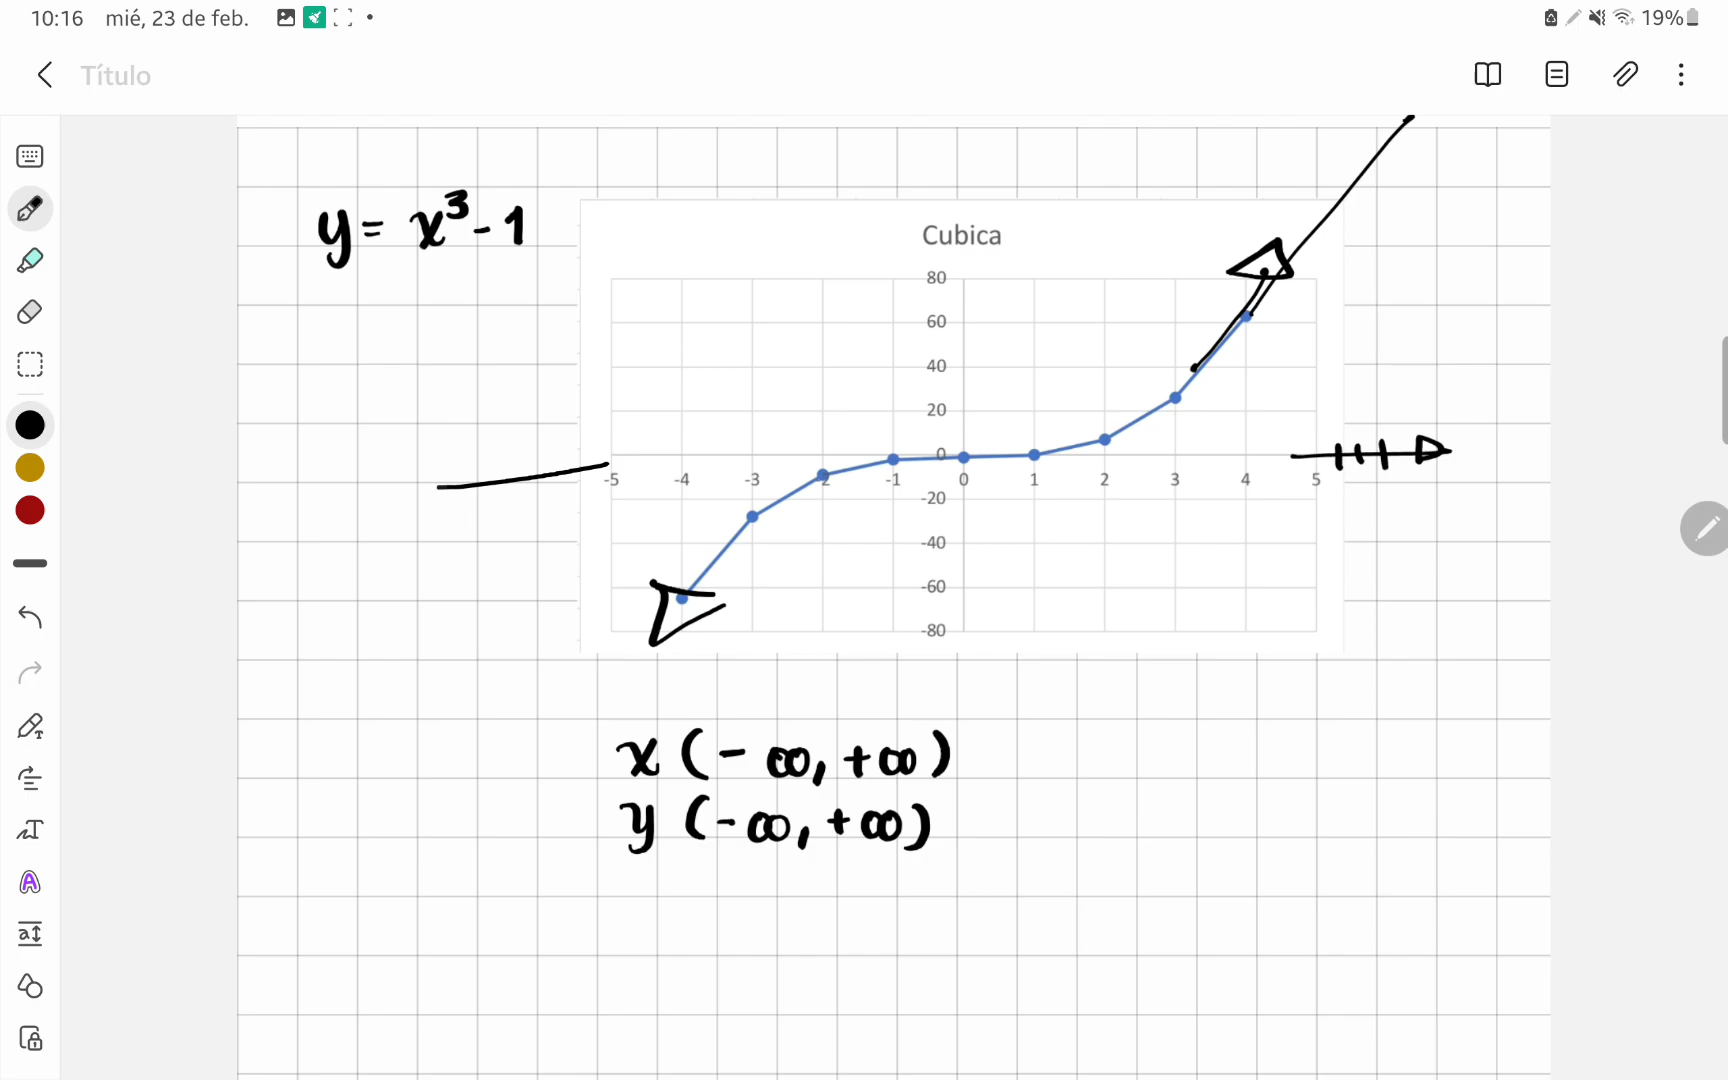 10:16 mié, 23 de feb.
19%
Título
y = x³ - 1
Cubica
80
60
40
20
0
-5 -4 -3 -2 -1 0 1 2 3 4 5
-20
-40
-60
-80
x (- ∞, +∞)
y (-∞, +∞)